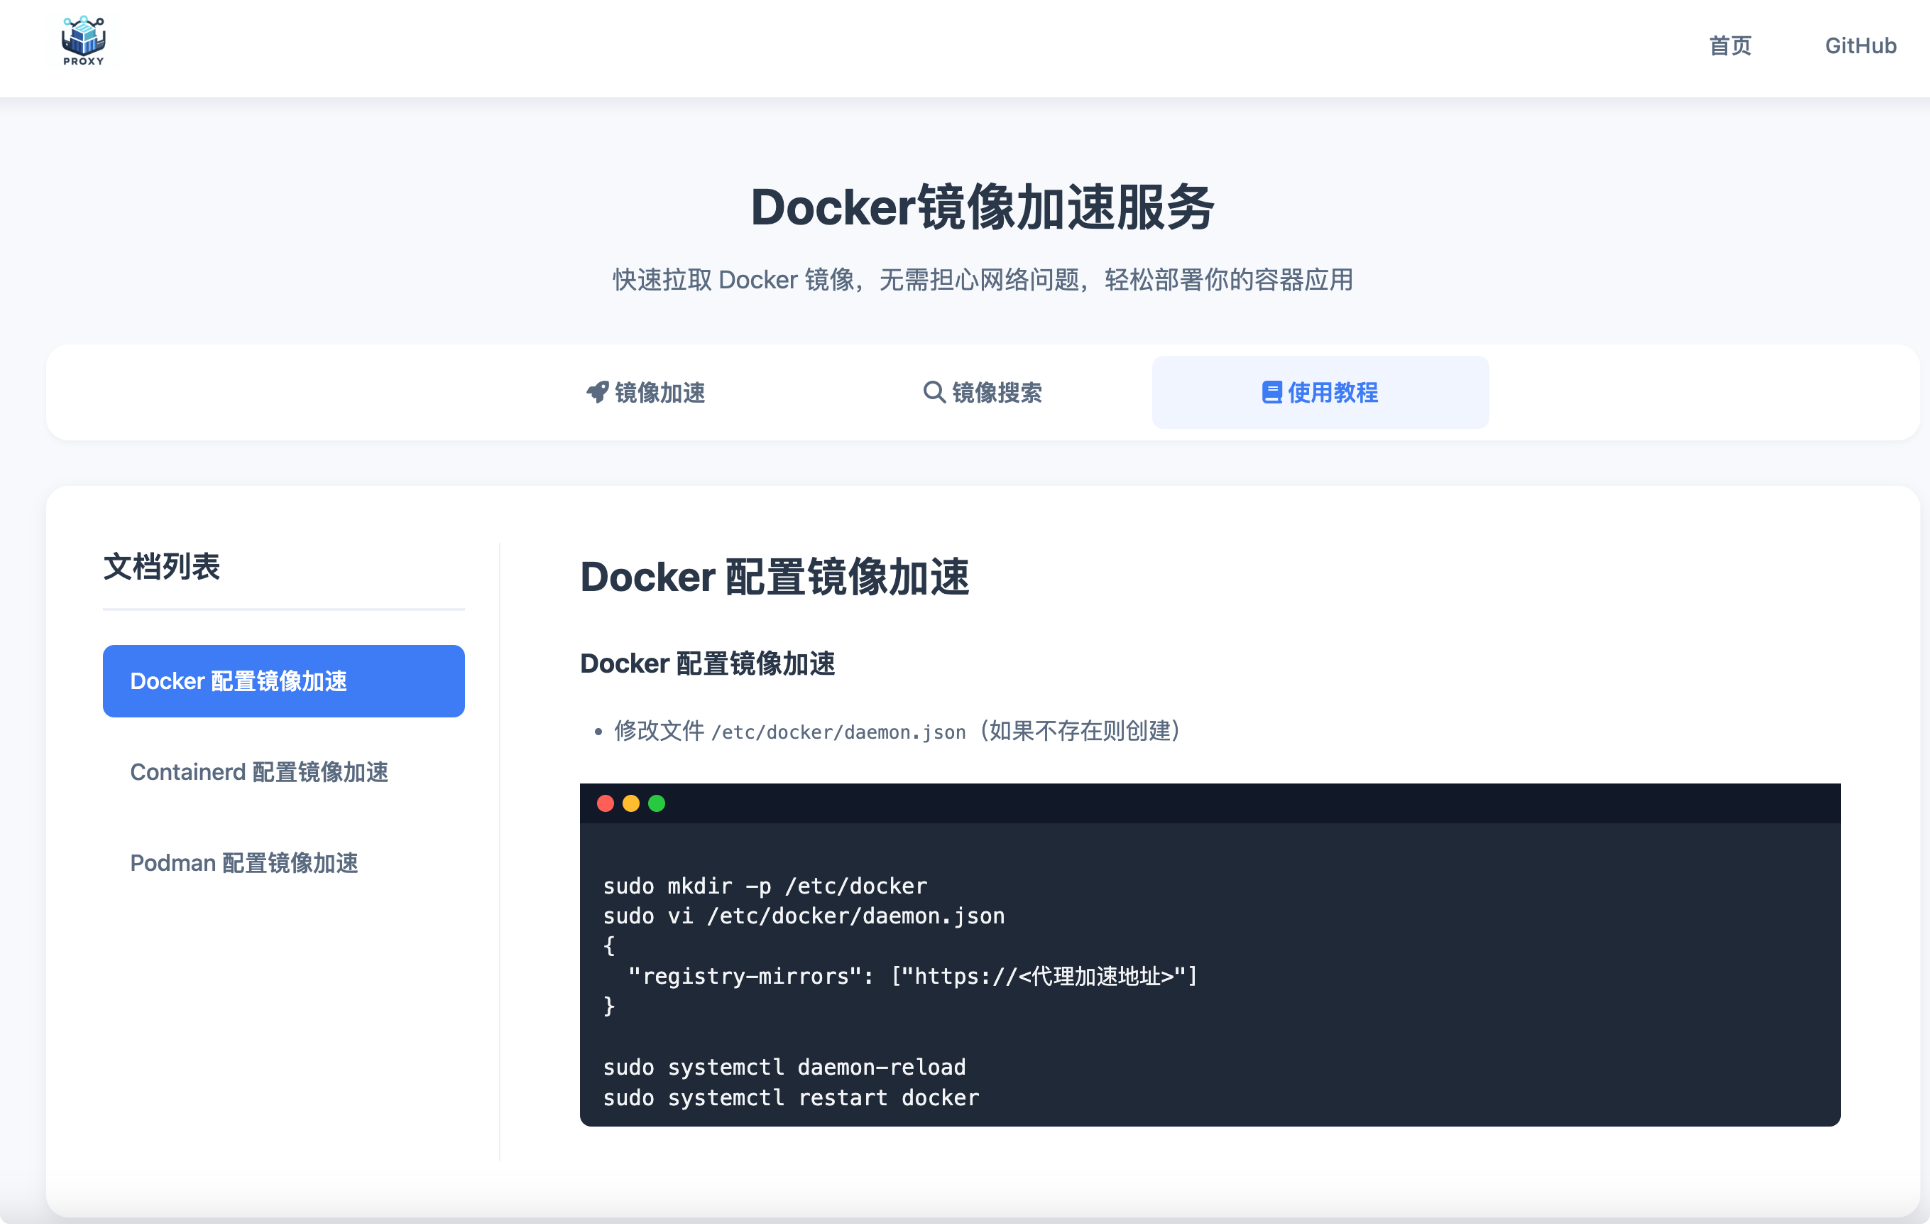 PROXY
首页
GitHub
Docker镜像加速服务
快速拉取 Docker 镜像，无需担心网络问题，轻松部署你的容器应用
镜像加速
镜像搜索
使用教程
文档列表
Docker 配置镜像加速
Containerd 配置镜像加速
Podman 配置镜像加速
Docker 配置镜像加速
Docker 配置镜像加速
• 修改文件 /etc/docker/daemon.json（如果不存在则创建）
sudo mkdir -p /etc/docker
sudo vi /etc/docker/daemon.json
{
  "registry-mirrors": ["https://<代理加速地址>"]
}
sudo systemctl daemon-reload
sudo systemctl restart docker